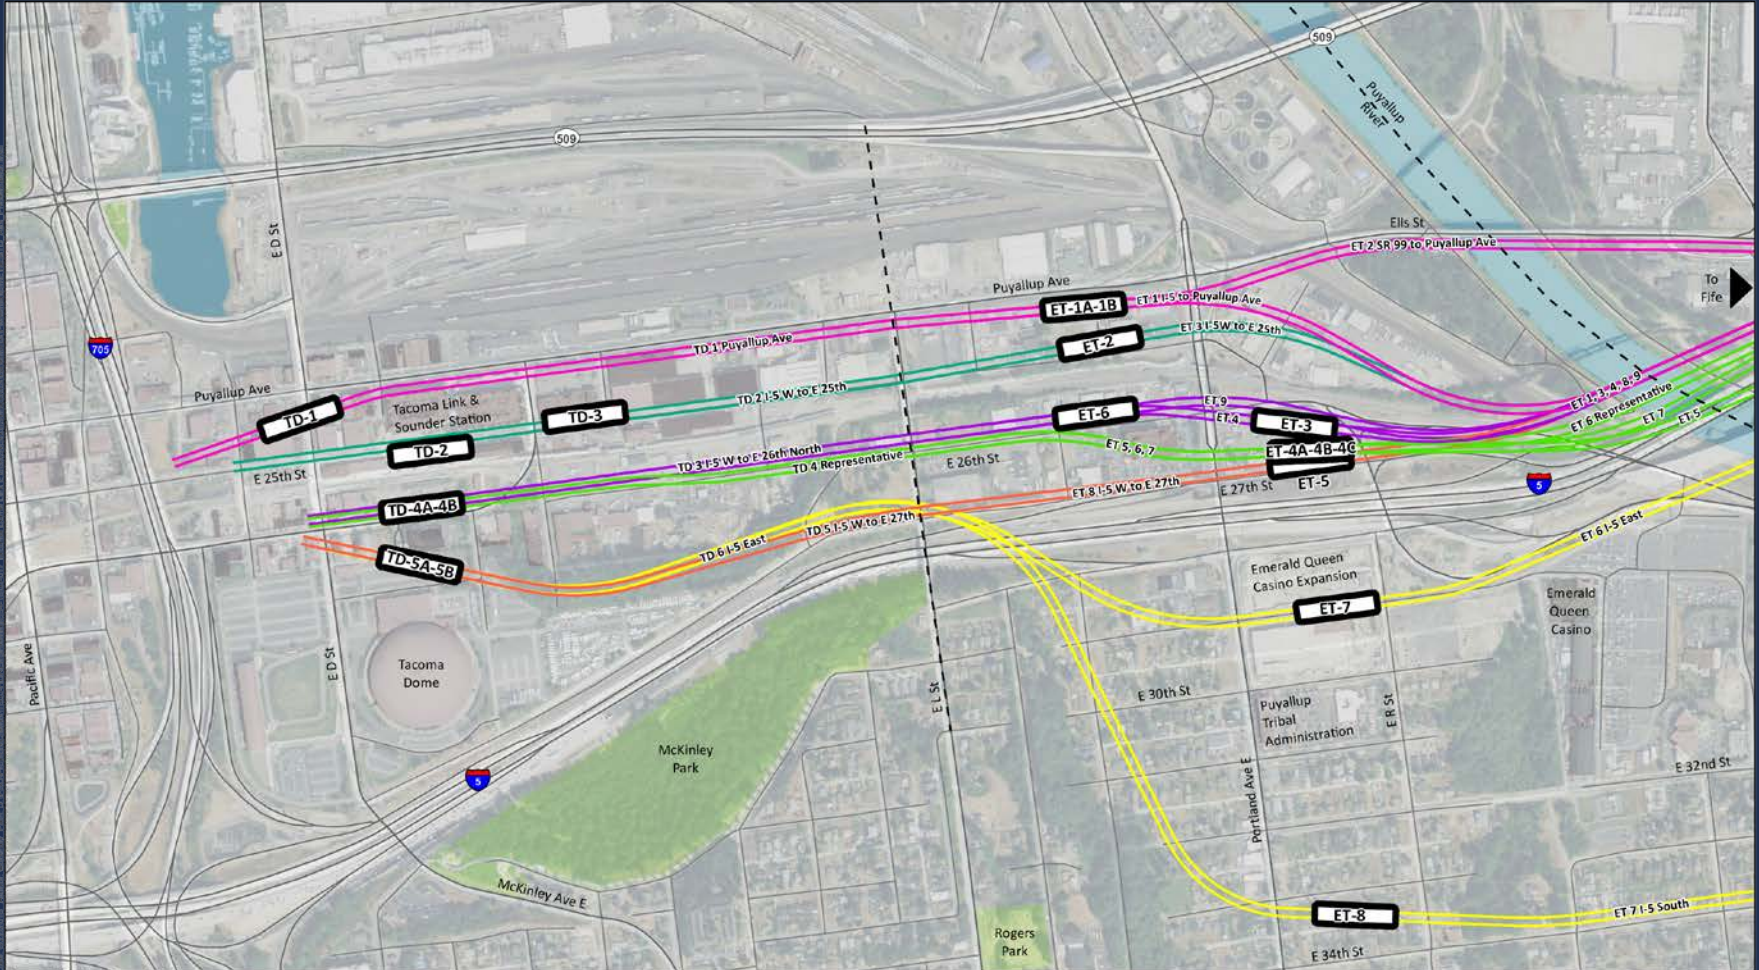 509
Puyallup
River
509
Elis St
ET 2 SR 99 to Puyallup Ave
E D St
To
Fife
Puyallup Ave
ET-1A-1B
ET 1 I-5 to Puyallup Ave
705
TD 1 Puyallup Ave
ET-2
ET 3 I-5W to E 25th
Puyallup Ave
TD-1
Tacoma Link &
Sounder Station
TD-3
TD 2 I-5 W to E 25th
ET 1, 3, 4, 8, 9
ET 6 Representative
ET 7
ET 5
ET-6
ET 9
ET 4
ET-3
TD-2
E 25th St
TD 3 I-5 W to E 26th North
TD 4 Representative
E 26th St
ET 5, 6, 7
ET-4A-4B-4C
ET-5
E 27th St
ET 8 I-5 W to E 27th
5
TD-4A-4B
TD 5 I-5 W to E 27th
TD 6 I-5 East
ET 6 I-5 East
TD-5A-5B
Emerald Queen
Casino Expansion
ET-7
Emerald
Queen
Casino
Pacific Ave
E D St
Tacoma
Dome
E L St
E 30th St
Puyallup
Tribal
Administration
E R St
McKinley
Park
5
E 32nd St
Portland Ave E
McKinley Ave E
ET-8
ET 7 I-5 South
Rogers
Park
E 34th St